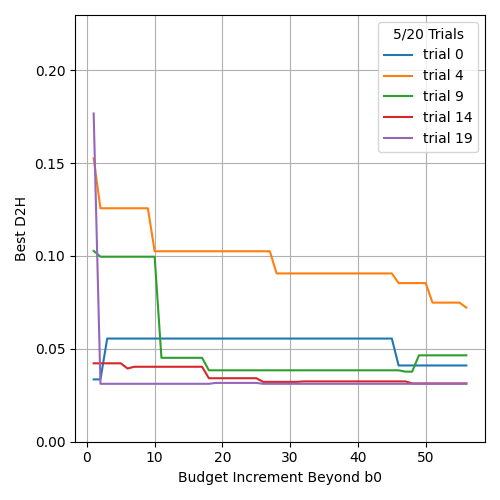 5/20 Trials
trial 0
trial 4
trial 9
trial 14
trial 19
Best D2H
0.20
0.15
0.10
0.05
0.00
0 10 20 30 40 50
Budget Increment Beyond b0